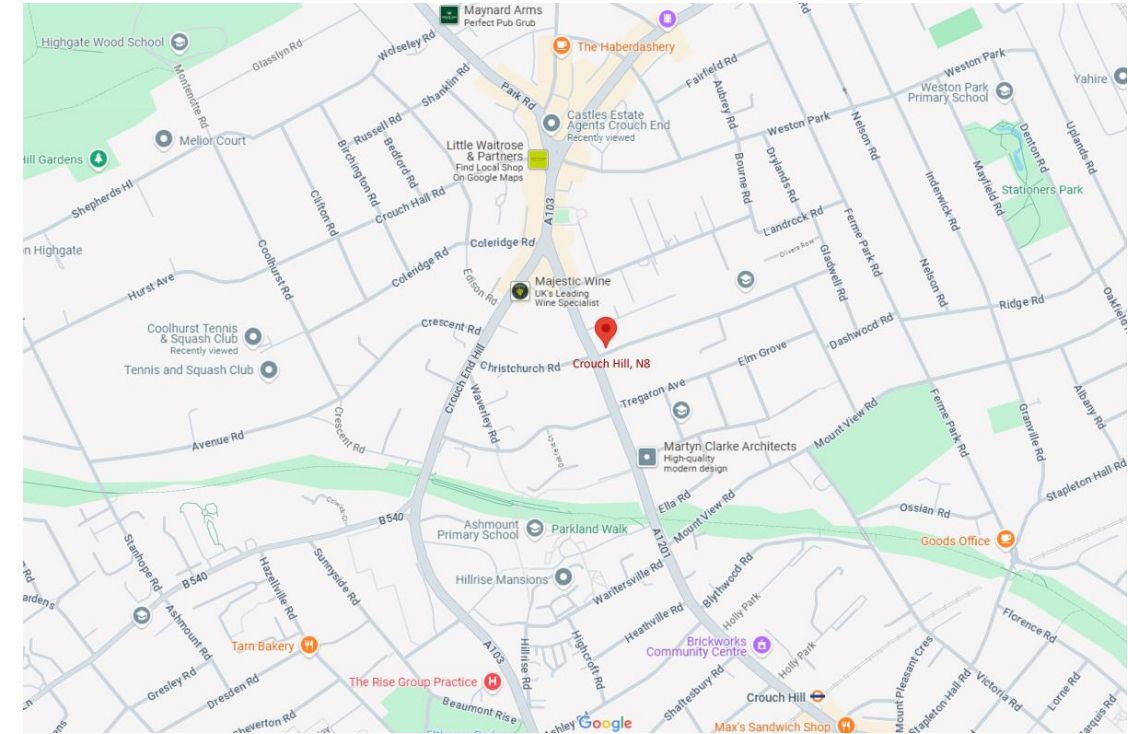 Maynard Arms
Perfect Pub Grub
Highgate Wood School
Glasslyn Rd
Wolseley Rd
The Haberdashery
Montenotte Rd
Shanklin Rd
Park Rd
Fairfield Rd
Weston Park
Weston Park
Primary School
Yahire
Aubrey Rd
Castles Estate
Agents Crouch End
Recently viewed
Weston Park
Nelson Rd
Denton Rd
Uplands Rd
Russell Rd
Melior Court
Little Waitrose
& Partners
Find Local Shop
On Google Maps
Birchington Rd
Bedford Rd
Hill Gardens
Bourne Rd
Drylands Rd
Inderwick Rd
Mayfield Rd
Stationers Park
Shepherds Hl
Clifton Rd
Crouch Hall Rd
A103
Landrock Rd
Ferme Park Rd
n Highgate
Coolhurst Rd
Coleridge Rd
Coleridge Rd
Olivers Row
Gladwell Rd
Nelson Rd
Hurst Ave
Edison Rd
Majestic Wine
UK's Leading
Wine Specialist
Ridge Rd
Oakfield
Coolhurst Tennis
& Squash Club
Recently viewed
Crescent Rd
Dashwood Rd
Tennis and Squash Club
Crouch End Hill
Christchurch Rd
Crouch Hill, N8
Elm Grove
Tregaron Ave
Waverley Rd
Mount View Rd
Ferme Park Rd
Granville Rd
Albany Rd
Crescent Rd
Avenue Rd
Martyn Clarke Architects
High-quality
modern design
Stapleton Hall Rd
Ella Rd
Ossian Rd
B540
Ashmount
Primary School
Parkland Walk
A1201
Mount View Rd
Goods Office
Stanhope Rd
Hillrise Mansions
Warltersville Rd
Blythwood Rd
B540
Hazellville Rd
Sunnyside Rd
Rd
ardens
Ashmount Rd
Heathville Rd
Holly Park
Florence Rd
Tarn Bakery
A103
Hillrise Rd
Highcroft Rd
Brickworks
Community Centre
Holly Park
Gresley Rd
Dresden Rd
The Rise Group Practice
Shaftesbury Rd
Crouch Hill
Mount Pleasant Cres
Stapleton Hall Rd
Victoria Rd
Lorne Rd
Beaumont Rise
Ashley
Google
Max's Sandwich Shop